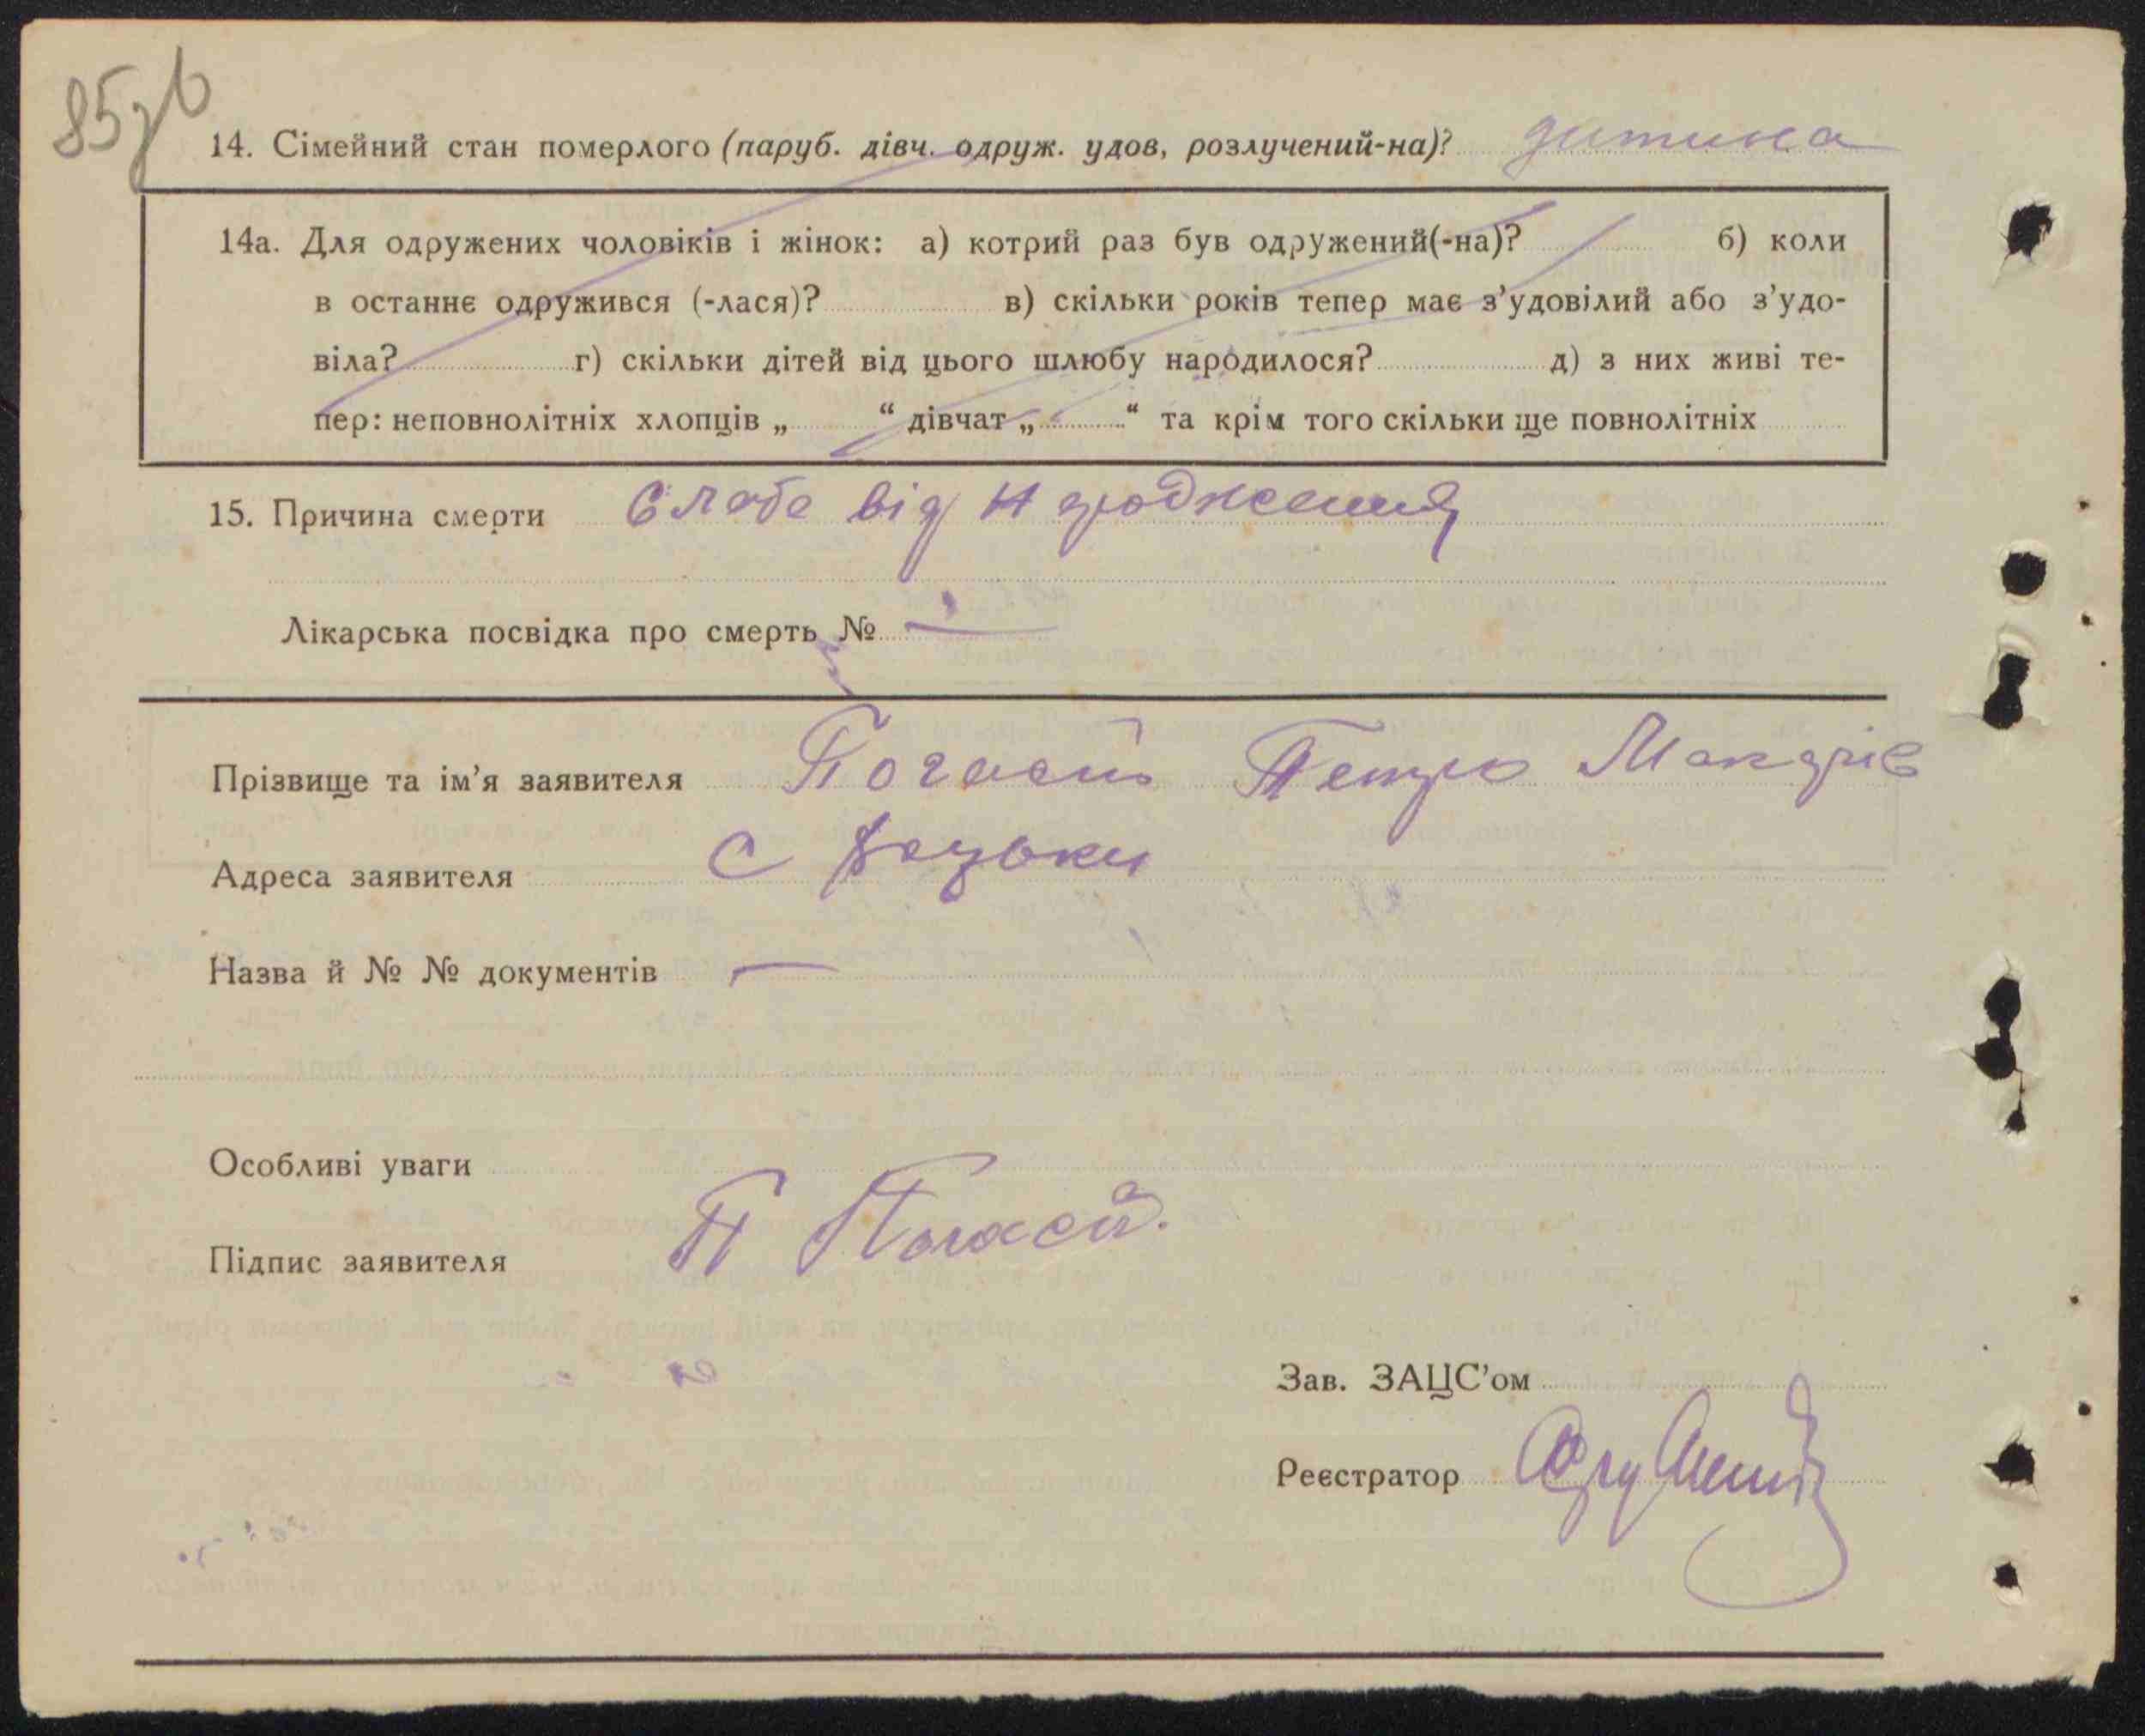 85зв
14. Сімейний стан померлого (паруб. дівч. одруж. удов, розлучений-на)? дитина
14а. Для одружених чоловіків і жінок: а) котрий раз був одружений(-на)? б) коли
в останнє одружився (-лася)? в) скільки років тепер має з’удовілий або з’удо-
віла? г) скільки дітей від цього шлюбу народилося? д) з них живі те-
пер: неповнолітніх хлопців „ “ дівчат „ “ та крім того скільки ще повнолітніх
15. Причина смерти Слабе від народження
Лікарська посвідка про смерть № —
Прізвище та ім’я заявителя Петро
Адреса заявителя с
Назва й № № документів —
Особливі уваги
Підпис заявителя П
Зав. ЗАЦС’ом
Реєстратор